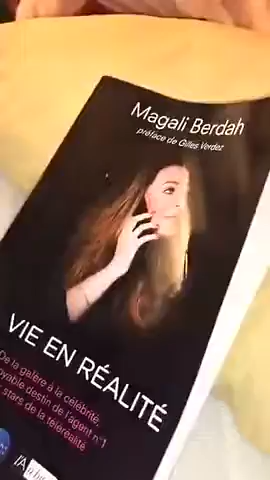 Magali Berdah
préface de Gilles Verdez
VIE EN RÉALITÉ
De la galère à la célébrité,
oyable destin de l'agent n°1
stars de la téléréalité
l'A